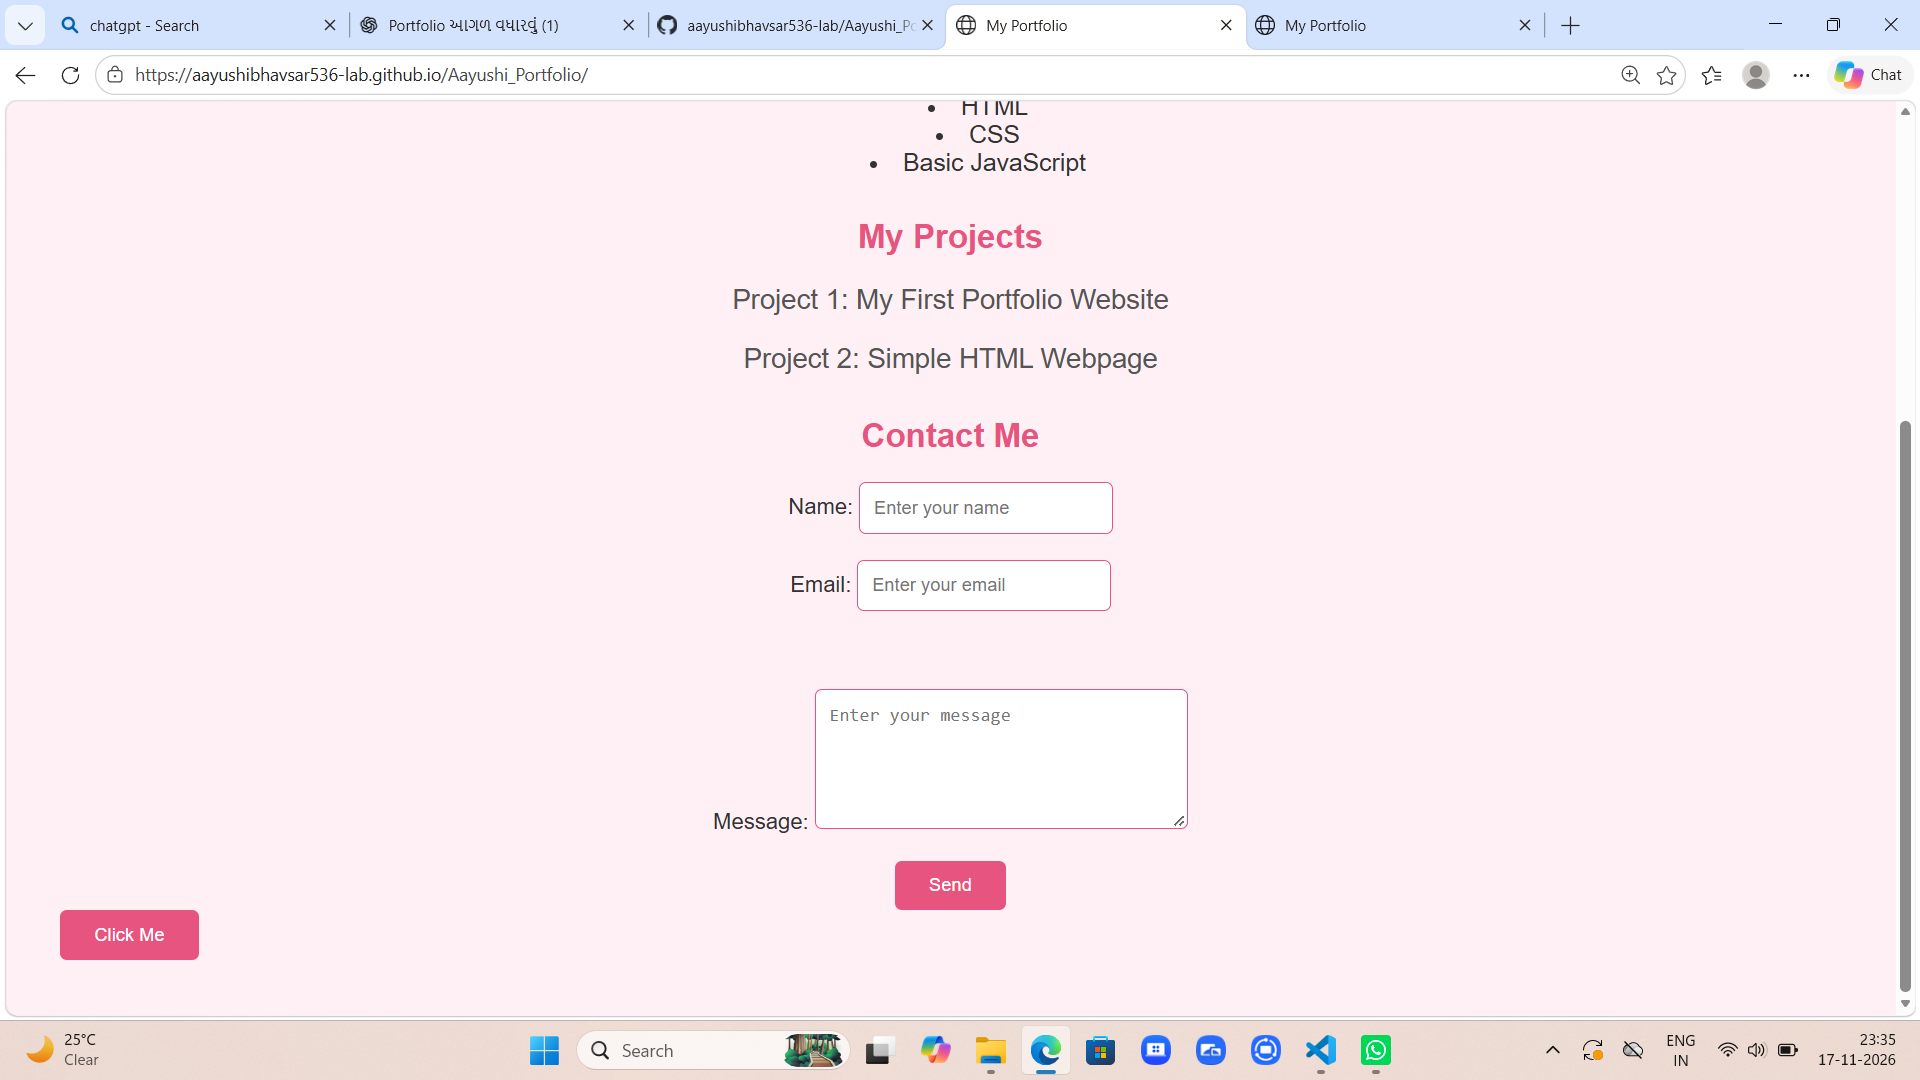 chatgpt - Search
Portfolio આગળ વધારવું (1)
aayushibhavsar536-lab/Aayushi_Po
My Portfolio
My Portfolio
https://aayushibhavsar536-lab.github.io/Aayushi_Portfolio/
Chat
HTML
CSS
Basic JavaScript
My Projects
Project 1: My First Portfolio Website
Project 2: Simple HTML Webpage
Contact Me
Name: Enter your name
Email: Enter your email
Enter your message
Message:
Send
Click Me
25°C
Clear
Search
ENG
IN
23:35
17-11-2026